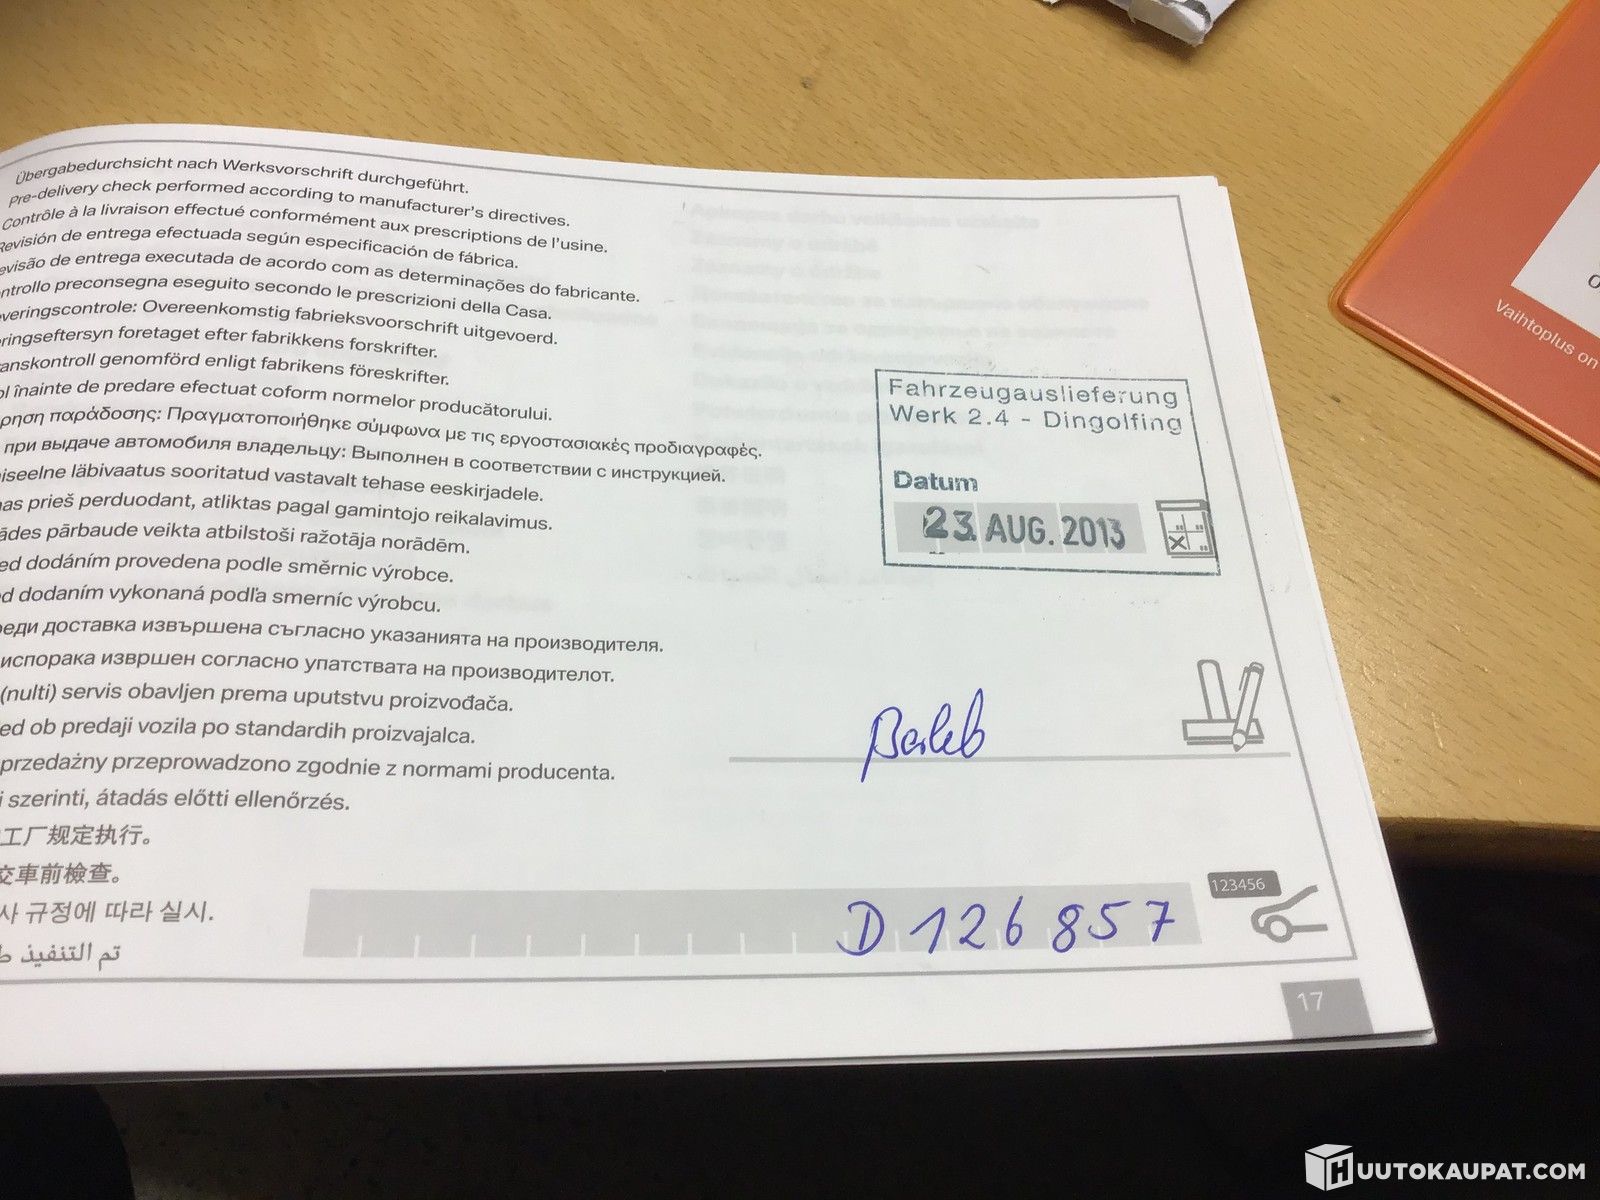 Übergabedurchsicht nach Werksvorschrift durchgeführt.
Pre-delivery check performed according to manufacturer's directives.
Contrôle à la livraison effectué conformément aux prescriptions de l'usine.
Revisión de entrega efectuada según especificación de fábrica.
evisão de entrega executada de acordo com as determinações do fabricante.
ntrollo preconsegna eseguito secondo le prescrizioni della Casa.
veringscontrole: Overeenkomstig fabrieksvoorschrift uitgevoerd.
ringseftersyn foretaget efter fabrikkens forskrifter.
anskontroll genomförd enligt fabrikens föreskrifter.
ol înainte de predare efectuat coform normelor producătorului.
ρηση παράδοσης: Πραγματοποιήθηκε σύμφωνα με τις εργοστασιακές προδιαγραφές.
при выдаче автомобиля владельцу: Выполнен в соответствии с инструкцией.
iseelne läbivaatus sooritatud vastavalt tehase eeskirjadele.
as prieš perduodant, atliktas pagal gamintojo reikalavimus.
ādes pārbaude veikta atbilstoši ražotāja norādēm.
ed dodáním provedena podle směrnic výrobce.
d dodaním vykonaná podľa smerníc výrobcu.
реди доставка извършена съгласно указанията на производителя.
испорака извршен согласно упатствата на производителот.
(nulti) servis obavljen prema uputstvu proizvođača.
ed ob predaji vozila po standardih proizvajalca.
przedażny przeprowadzono zgodnie z normami producenta.
i szerinti, átadás előtti ellenőrzés.
工厂规定执行。
交車前檢查。
사 규정에 따라 실시.
تم التنفيذ ط
Fahrzeugauslieferung
Werk 2.4 - Dingolfing
Datum
23. AUG. 2013
D 126 857
123456
17
Vaihtoplus on
HUUTOKAUPAT.COM